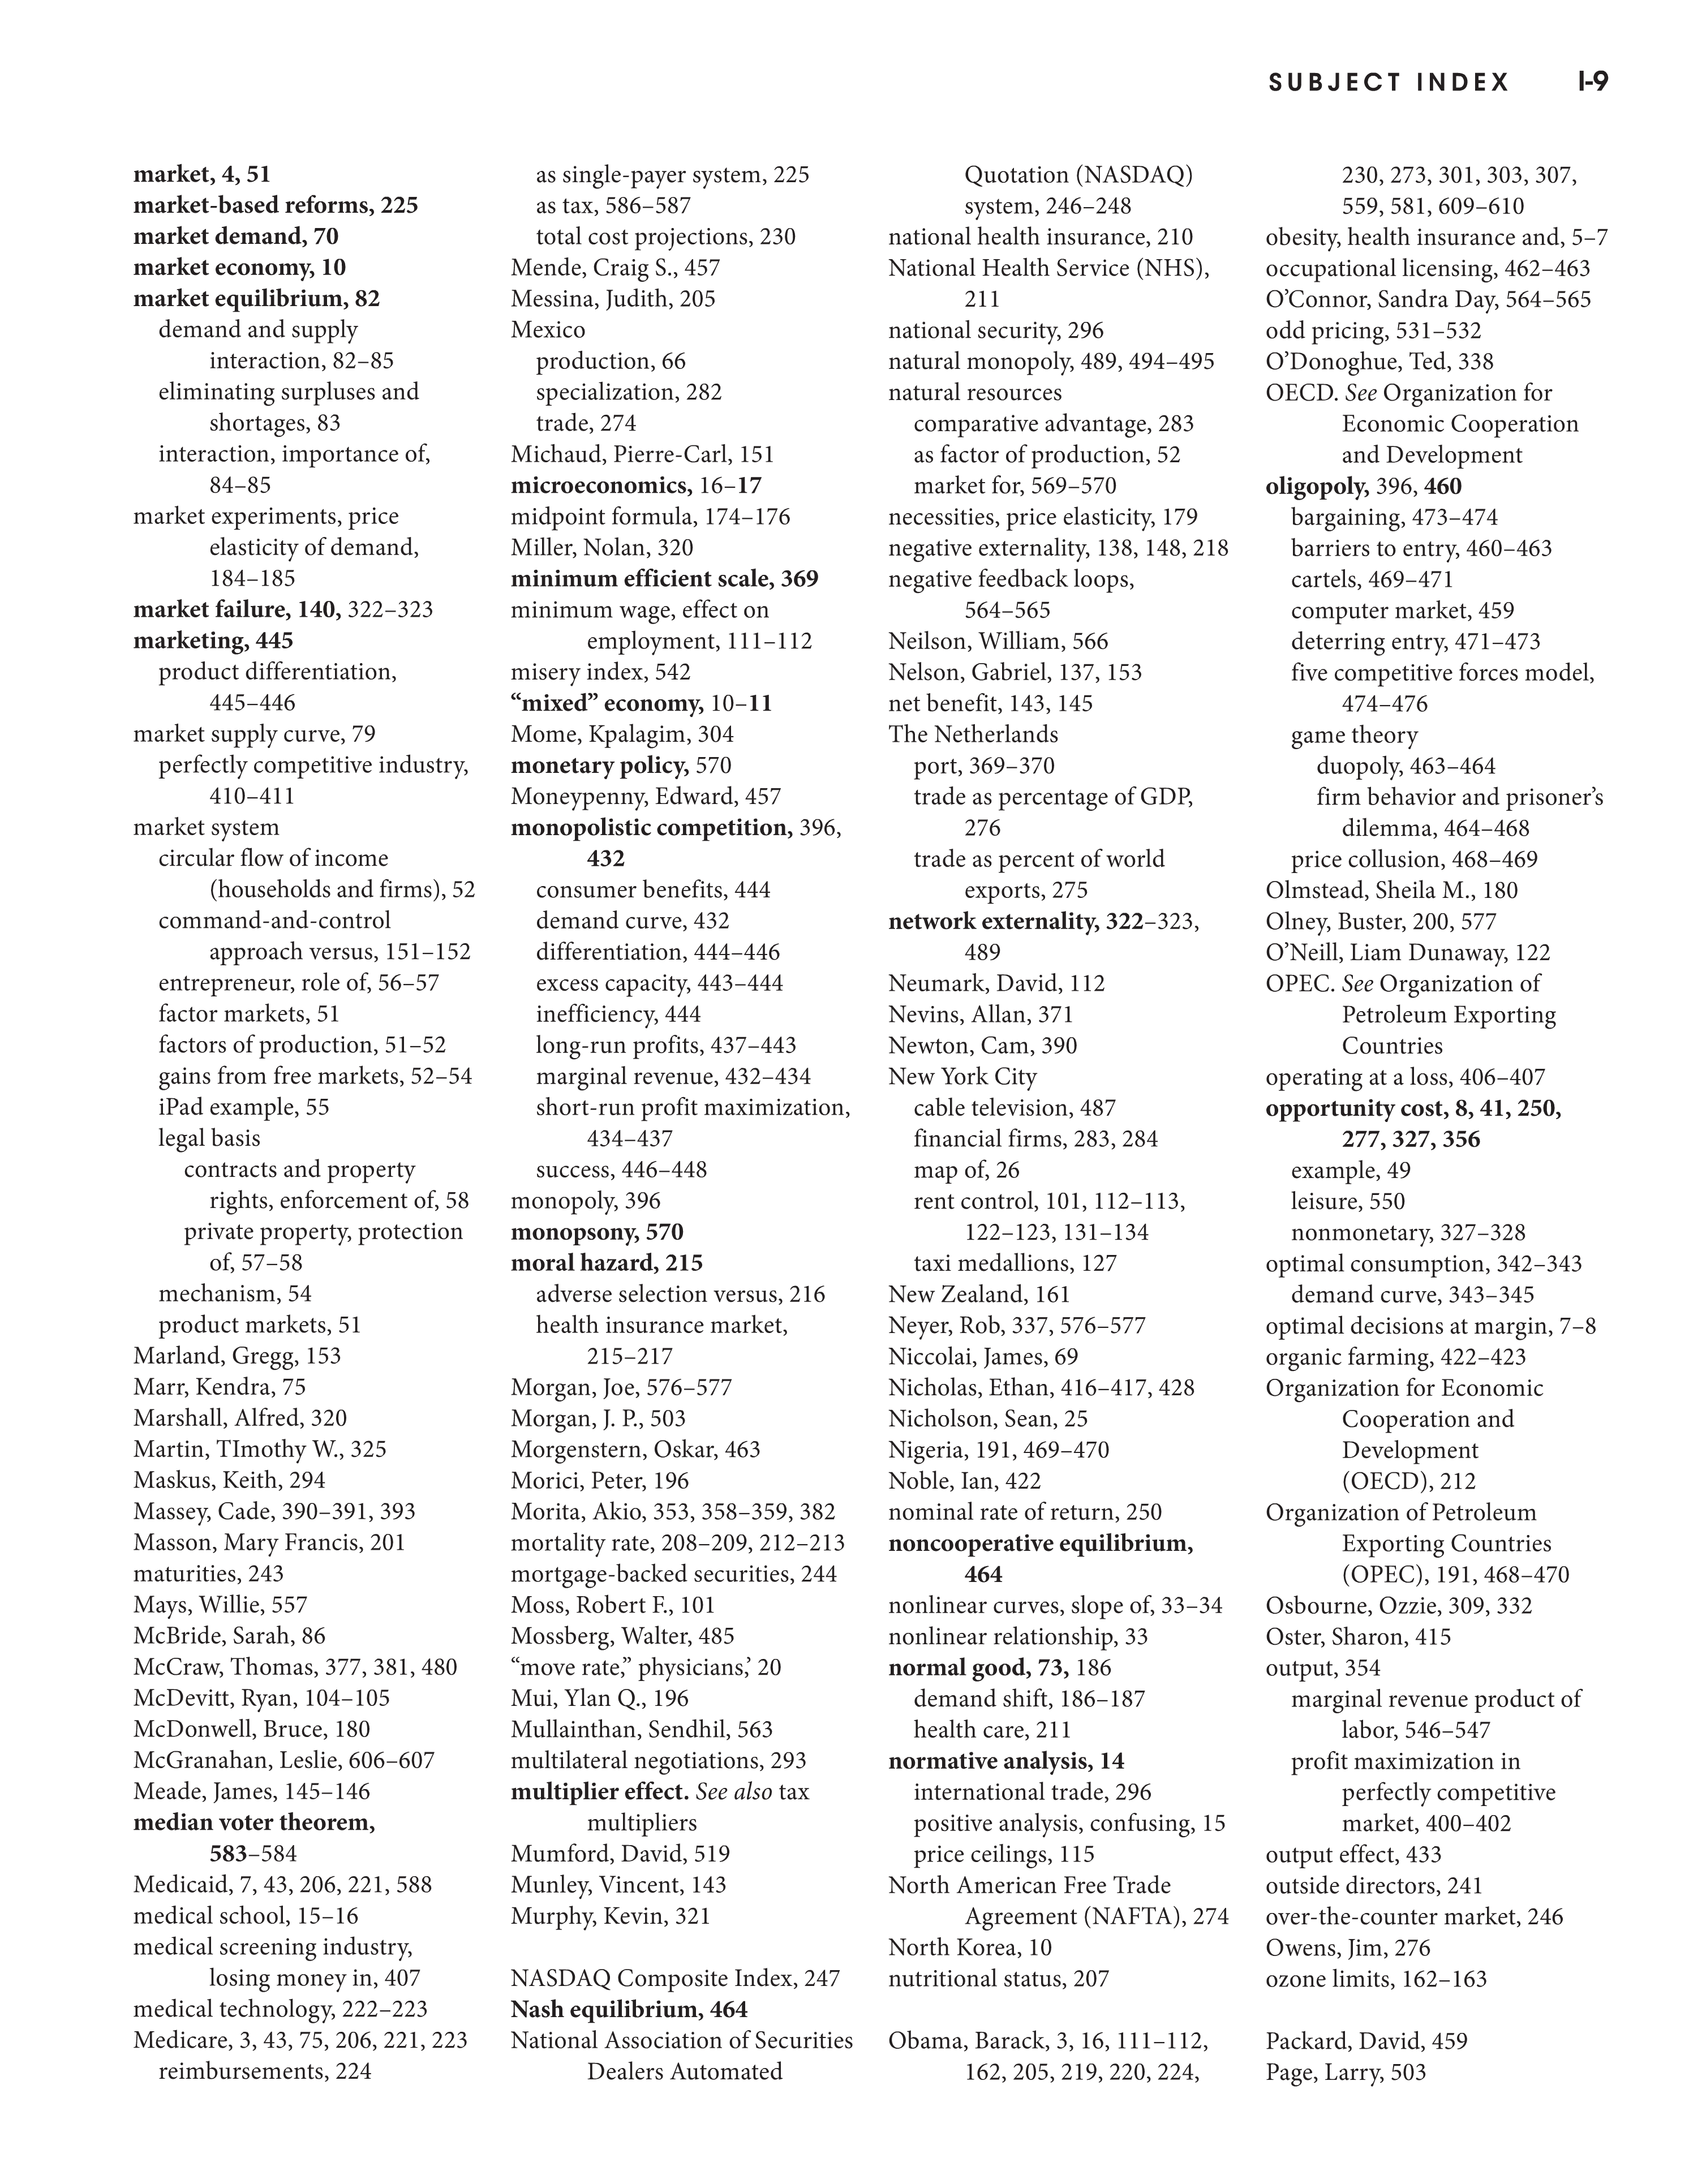 SUBJECT INDEX I-9
market, 4, 51
market-based reforms, 225
market demand, 70
market economy, 10
market equilibrium, 82
demand and supply
interaction, 82–85
eliminating surpluses and
shortages, 83
interaction, importance of,
84–85
market experiments, price
elasticity of demand,
184–185
market failure, 140, 322–323
marketing, 445
product differentiation,
445–446
market supply curve, 79
perfectly competitive industry,
410–411
market system
circular flow of income
(households and firms), 52
command-and-control
approach versus, 151–152
entrepreneur, role of, 56–57
factor markets, 51
factors of production, 51–52
gains from free markets, 52–54
iPad example, 55
legal basis
contracts and property
rights, enforcement of, 58
private property, protection
of, 57–58
mechanism, 54
product markets, 51
Marland, Gregg, 153
Marr, Kendra, 75
Marshall, Alfred, 320
Martin, TImothy W., 325
Maskus, Keith, 294
Massey, Cade, 390–391, 393
Masson, Mary Francis, 201
maturities, 243
Mays, Willie, 557
McBride, Sarah, 86
McCraw, Thomas, 377, 381, 480
McDevitt, Ryan, 104–105
McDonwell, Bruce, 180
McGranahan, Leslie, 606–607
Meade, James, 145–146
median voter theorem,
583–584
Medicaid, 7, 43, 206, 221, 588
medical school, 15–16
medical screening industry,
losing money in, 407
medical technology, 222–223
Medicare, 3, 43, 75, 206, 221, 223
reimbursements, 224
as single-payer system, 225
as tax, 586–587
total cost projections, 230
Mende, Craig S., 457
Messina, Judith, 205
Mexico
production, 66
specialization, 282
trade, 274
Michaud, Pierre-Carl, 151
microeconomics, 16–17
midpoint formula, 174–176
Miller, Nolan, 320
minimum efficient scale, 369
minimum wage, effect on
employment, 111–112
misery index, 542
“mixed” economy, 10–11
Mome, Kpalagim, 304
monetary policy, 570
Moneypenny, Edward, 457
monopolistic competition, 396,
432
consumer benefits, 444
demand curve, 432
differentiation, 444–446
excess capacity, 443–444
inefficiency, 444
long-run profits, 437–443
marginal revenue, 432–434
short-run profit maximization,
434–437
success, 446–448
monopoly, 396
monopsony, 570
moral hazard, 215
adverse selection versus, 216
health insurance market,
215–217
Morgan, Joe, 576–577
Morgan, J. P., 503
Morgenstern, Oskar, 463
Morici, Peter, 196
Morita, Akio, 353, 358–359, 382
mortality rate, 208–209, 212–213
mortgage-backed securities, 244
Moss, Robert F., 101
Mossberg, Walter, 485
“move rate,” physicians,’ 20
Mui, Ylan Q., 196
Mullainthan, Sendhil, 563
multilateral negotiations, 293
multiplier effect. See also tax
multipliers
Mumford, David, 519
Munley, Vincent, 143
Murphy, Kevin, 321
NASDAQ Composite Index, 247
Nash equilibrium, 464
National Association of Securities
Dealers Automated
Quotation (NASDAQ)
system, 246–248
national health insurance, 210
National Health Service (NHS),
211
national security, 296
natural monopoly, 489, 494–495
natural resources
comparative advantage, 283
as factor of production, 52
market for, 569–570
necessities, price elasticity, 179
negative externality, 138, 148, 218
negative feedback loops,
564–565
Neilson, William, 566
Nelson, Gabriel, 137, 153
net benefit, 143, 145
The Netherlands
port, 369–370
trade as percentage of GDP,
276
trade as percent of world
exports, 275
network externality, 322–323,
489
Neumark, David, 112
Nevins, Allan, 371
Newton, Cam, 390
New York City
cable television, 487
financial firms, 283, 284
map of, 26
rent control, 101, 112–113,
122–123, 131–134
taxi medallions, 127
New Zealand, 161
Neyer, Rob, 337, 576–577
Niccolai, James, 69
Nicholas, Ethan, 416–417, 428
Nicholson, Sean, 25
Nigeria, 191, 469–470
Noble, Ian, 422
nominal rate of return, 250
noncooperative equilibrium,
464
nonlinear curves, slope of, 33–34
nonlinear relationship, 33
normal good, 73, 186
demand shift, 186–187
health care, 211
normative analysis, 14
international trade, 296
positive analysis, confusing, 15
price ceilings, 115
North American Free Trade
Agreement (NAFTA), 274
North Korea, 10
nutritional status, 207
Obama, Barack, 3, 16, 111–112,
162, 205, 219, 220, 224,
230, 273, 301, 303, 307,
559, 581, 609–610
obesity, health insurance and, 5–7
occupational licensing, 462–463
O’Connor, Sandra Day, 564–565
odd pricing, 531–532
O’Donoghue, Ted, 338
OECD. See Organization for
Economic Cooperation
and Development
oligopoly, 396, 460
bargaining, 473–474
barriers to entry, 460–463
cartels, 469–471
computer market, 459
deterring entry, 471–473
five competitive forces model,
474–476
game theory
duopoly, 463–464
firm behavior and prisoner’s
dilemma, 464–468
price collusion, 468–469
Olmstead, Sheila M., 180
Olney, Buster, 200, 577
O’Neill, Liam Dunaway, 122
OPEC. See Organization of
Petroleum Exporting
Countries
operating at a loss, 406–407
opportunity cost, 8, 41, 250,
277, 327, 356
example, 49
leisure, 550
nonmonetary, 327–328
optimal consumption, 342–343
demand curve, 343–345
optimal decisions at margin, 7–8
organic farming, 422–423
Organization for Economic
Cooperation and
Development
(OECD), 212
Organization of Petroleum
Exporting Countries
(OPEC), 191, 468–470
Osbourne, Ozzie, 309, 332
Oster, Sharon, 415
output, 354
marginal revenue product of
labor, 546–547
profit maximization in
perfectly competitive
market, 400–402
output effect, 433
outside directors, 241
over-the-counter market, 246
Owens, Jim, 276
ozone limits, 162–163
Packard, David, 459
Page, Larry, 503